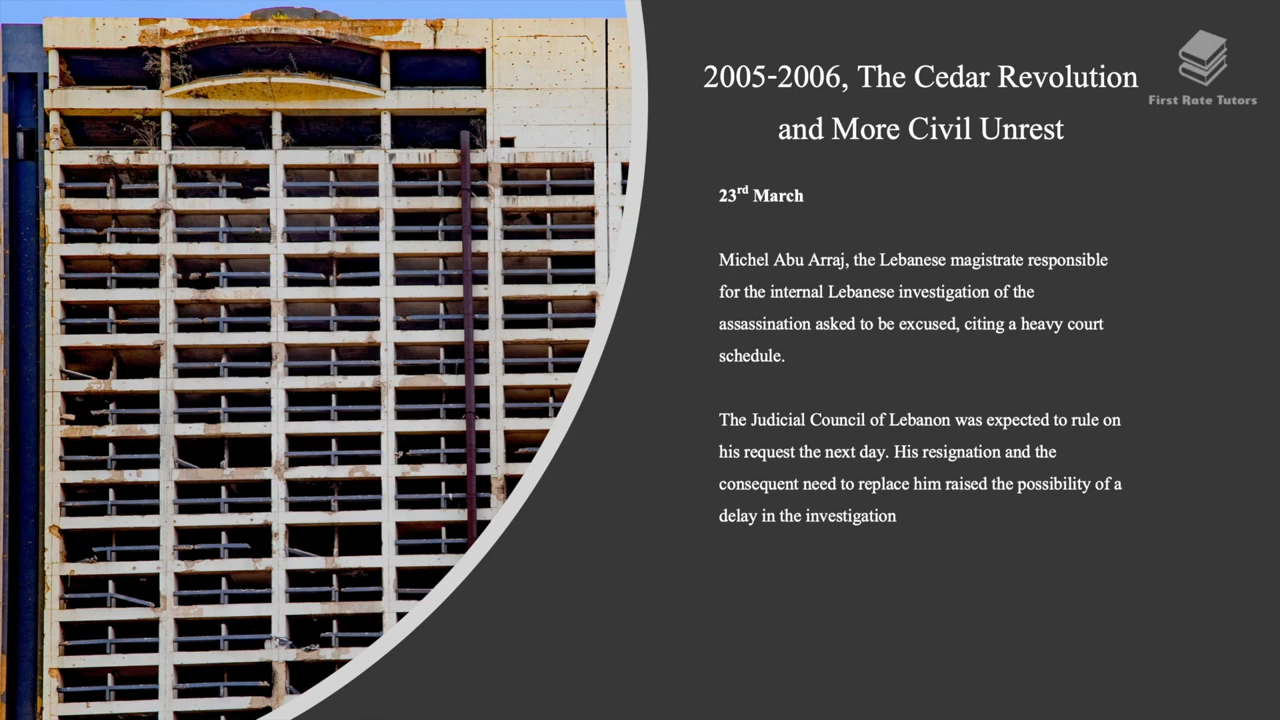 2005-2006, The Cedar Revolution
and More Civil Unrest
First Rate Tutors
23rd March
Michel Abu Arraj, the Lebanese magistrate responsible
for the internal Lebanese investigation of the
assassination asked to be excused, citing a heavy court
schedule.
The Judicial Council of Lebanon was expected to rule on
his request the next day. His resignation and the
consequent need to replace him raised the possibility of a
delay in the investigation